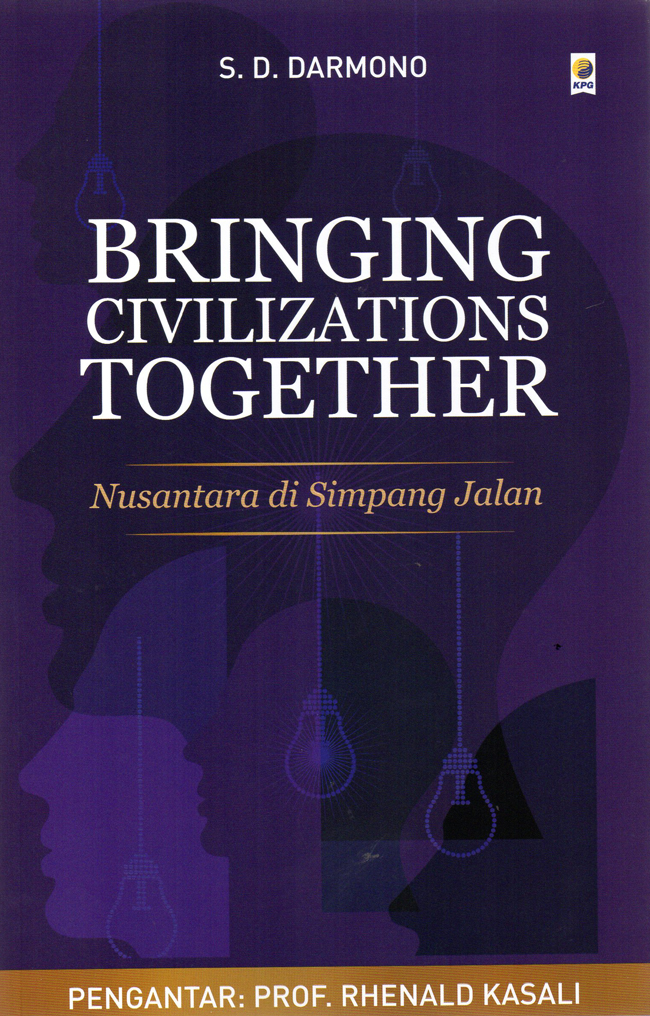 S. D. DARMONO
KPG
BRINGING
CIVILIZATIONS
TOGETHER
Nusantara di Simpang Jalan
PENGANTAR: PROF. RHENALD KASALI